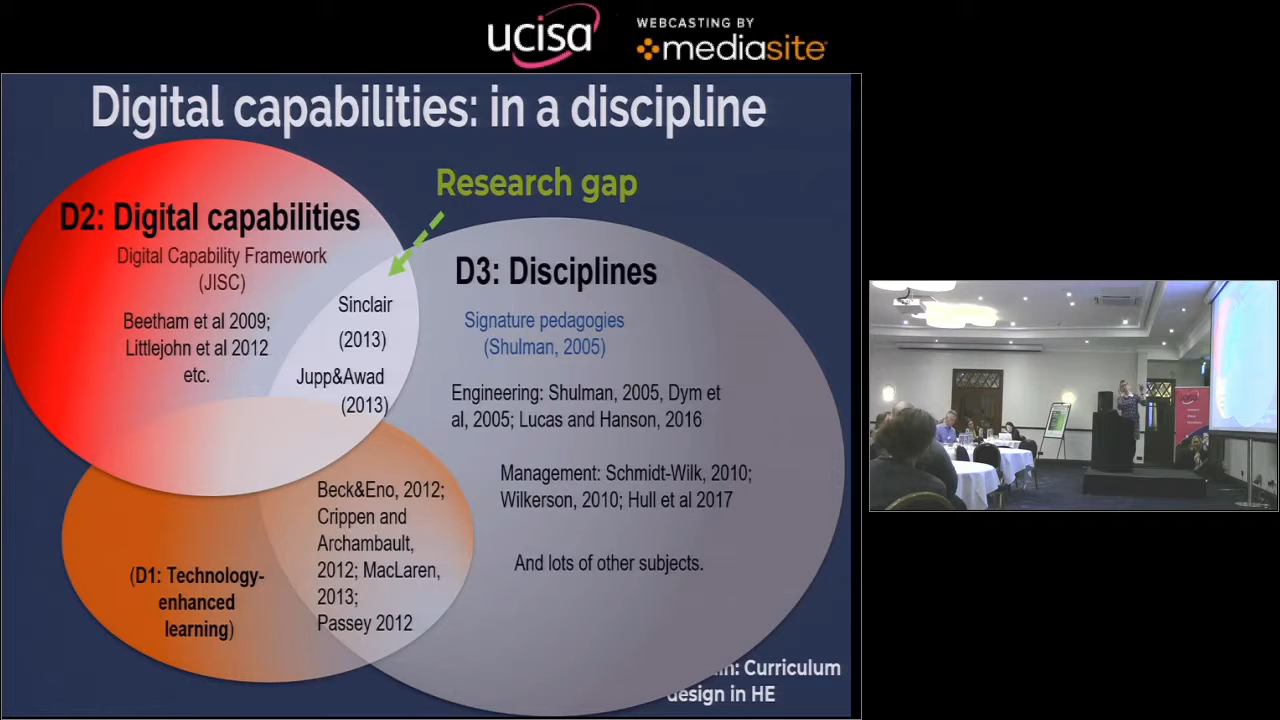 ucisa
WEBCASTING BY
mediasite
Digital capabilities: in a discipline
Research gap
D2: Digital capabilities
Digital Capability Framework
(JISC)
Beetham et al 2009;
Littlejohn et al 2012
etc.
Sinclair
(2013)
Jupp&Awad
(2013)
D3: Disciplines
Signature pedagogies
(Shulman, 2005)
Engineering: Shulman, 2005, Dym et
al, 2005; Lucas and Hanson, 2016
Management: Schmidt-Wilk, 2010;
Wilkerson, 2010; Hull et al 2017
And lots of other subjects.
Beck&Eno, 2012;
Crippen and
Archambault,
2012; MacLaren,
2013;
Passey 2012
(D1: Technology-
enhanced
learning)
Curriculum
design in HE
ucisa